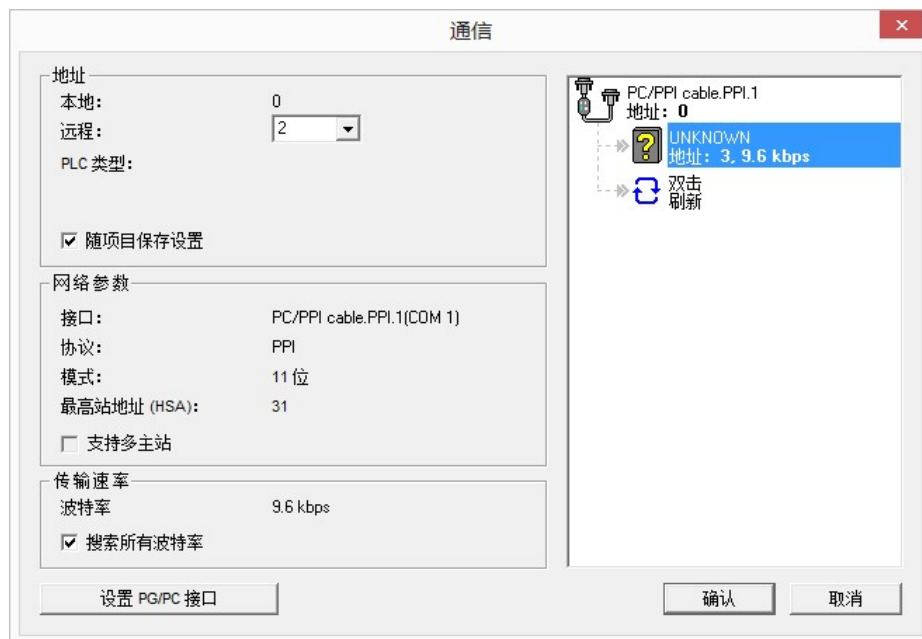 通信
地址
本地： 0
远程： 2
PLC 类型：
随项目保存设置
网络参数
接口： PC/PPI cable.PPI.1(COM 1)
协议： PPI
模式： 11 位
最高站地址 (HSA)： 31
支持多主站
传输速率
波特率 9.6 kbps
搜索所有波特率
设置 PG/PC 接口
PC/PPI cable.PPI.1
地址： 0
UNKNOWN
地址： 3, 9.6 kbps
双击
刷新
确认
取消